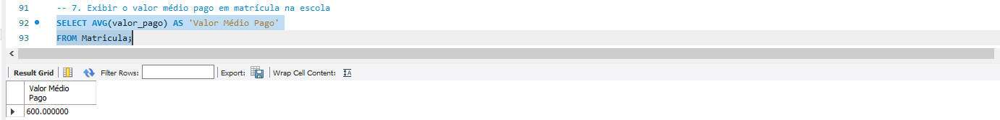 91 -- 7. Exibir o valor médio pago em matrícula na escola
92 SELECT AVG(valor_pago) AS 'Valor Médio Pago'
93 FROM Matricula;
Result Grid Filter Rows: Export: Wrap Cell Content:
Valor Médio
Pago
600.000000